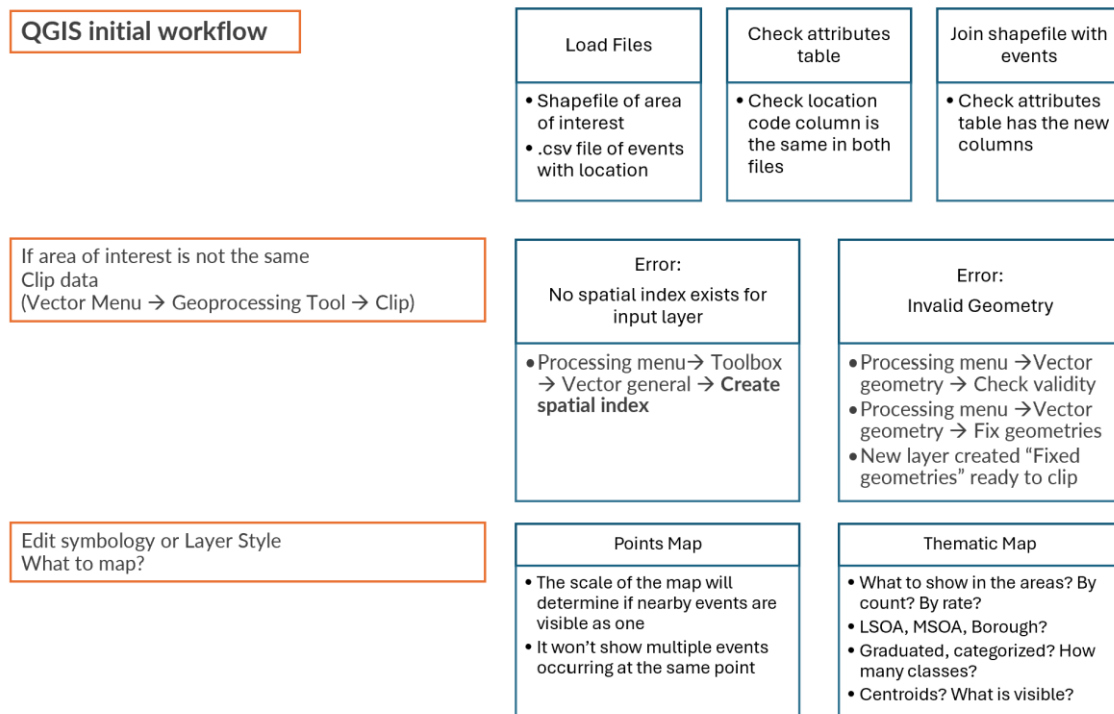 QGIS initial workflow
Load Files
• Shapefile of area
of interest
• .csv file of events
with location
Check attributes
table
• Check location
code column is
the same in both
files
Join shapefile with
events
• Check attributes
table has the new
columns
If area of interest is not the same
Clip data
(Vector Menu → Geoprocessing Tool → Clip)
Error:
No spatial index exists for
input layer
• Processing menu→ Toolbox
→ Vector general → Create
spatial index
Error:
Invalid Geometry
• Processing menu →Vector
geometry → Check validity
• Processing menu →Vector
geometry → Fix geometries
• New layer created “Fixed
geometries” ready to clip
Edit symbology or Layer Style
What to map?
Points Map
• The scale of the map will
determine if nearby events are
visible as one
• It won’t show multiple events
occurring at the same point
Thematic Map
• What to show in the areas? By
count? By rate?
• LSOA, MSOA, Borough?
• Graduated, categorized? How
many classes?
• Centroids? What is visible?